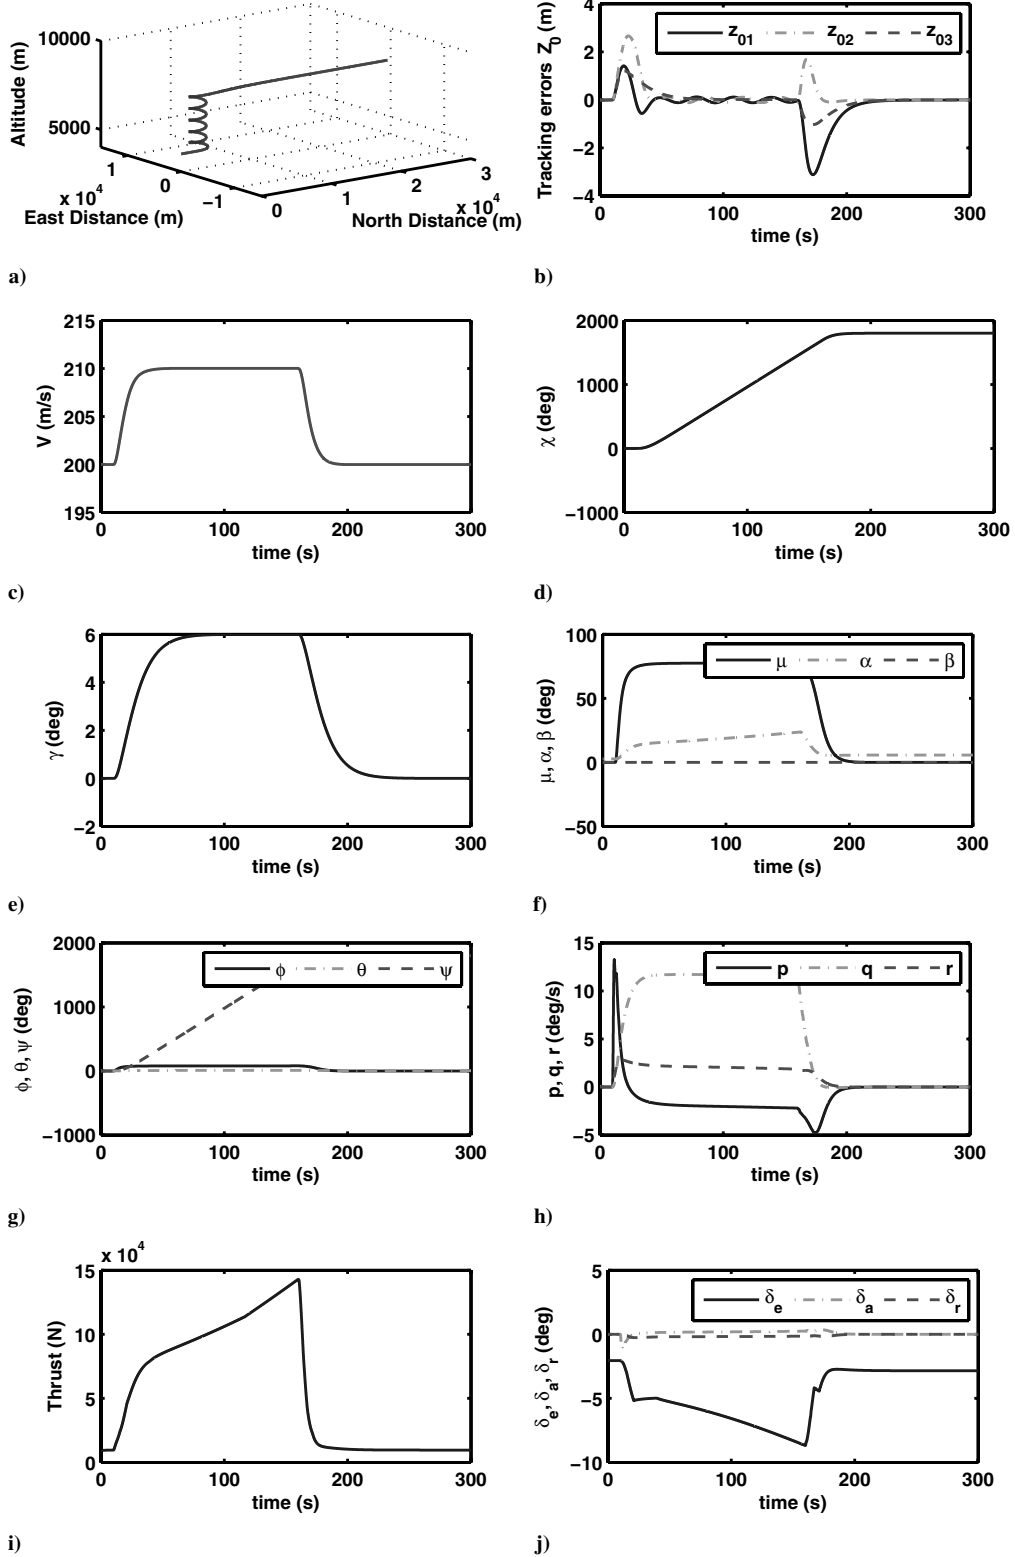 10000
5000
Altitude (m)
1
0
−1
x 10^4
East Distance (m)
0
1
2
3
x 10^4
North Distance (m)
a)
4
2
0
−2
−4
Tracking errors Z_0 (m)
z_01 z_02 z_03
0 100 200 300
time (s)
b)
215
210
205
200
195
V (m/s)
0 100 200 300
time (s)
c)
2000
1000
0
−1000
χ (deg)
0 100 200 300
time (s)
d)
6
4
2
0
−2
γ (deg)
0 100 200 300
time (s)
e)
100
50
0
−50
μ, α, β (deg)
μ α β
0 100 200 300
time (s)
f)
2000
1000
0
−1000
ϕ, θ, ψ (deg)
ϕ θ ψ
0 100 200 300
time (s)
g)
15
10
5
0
−5
p, q, r (deg/s)
p q r
0 100 200 300
time (s)
h)
x 10^4
15
10
5
0
Thrust (N)
0 100 200 300
time (s)
i)
5
0
−5
−10
δ_e, δ_a, δ_r (deg)
δ_e δ_a δ_r
0 100 200 300
time (s)
j)